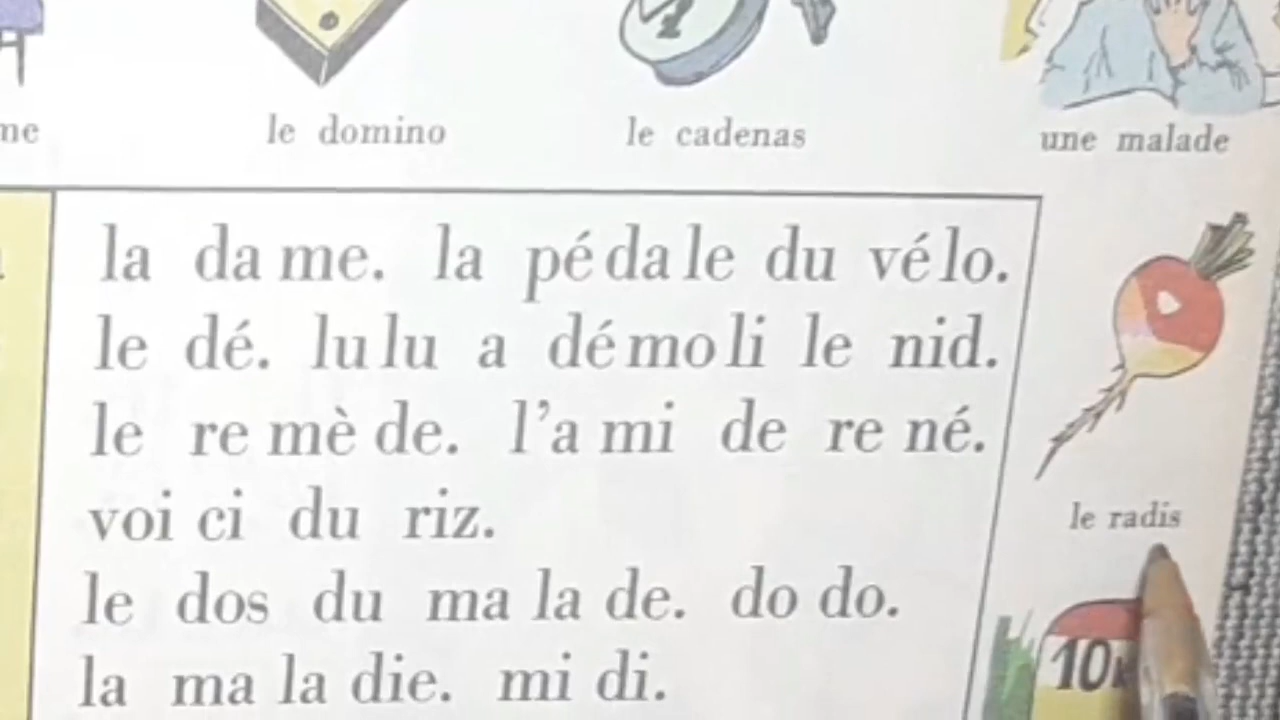 le domino
le cadenas
une malade
la da me. la pé da le du vé lo.
le dé. lu lu a dé mo li le nid.
le re mè de. l'a mi de re né.
voi ci du riz.
le dos du ma la de. do do.
la ma la die. mi di.
le radis
10